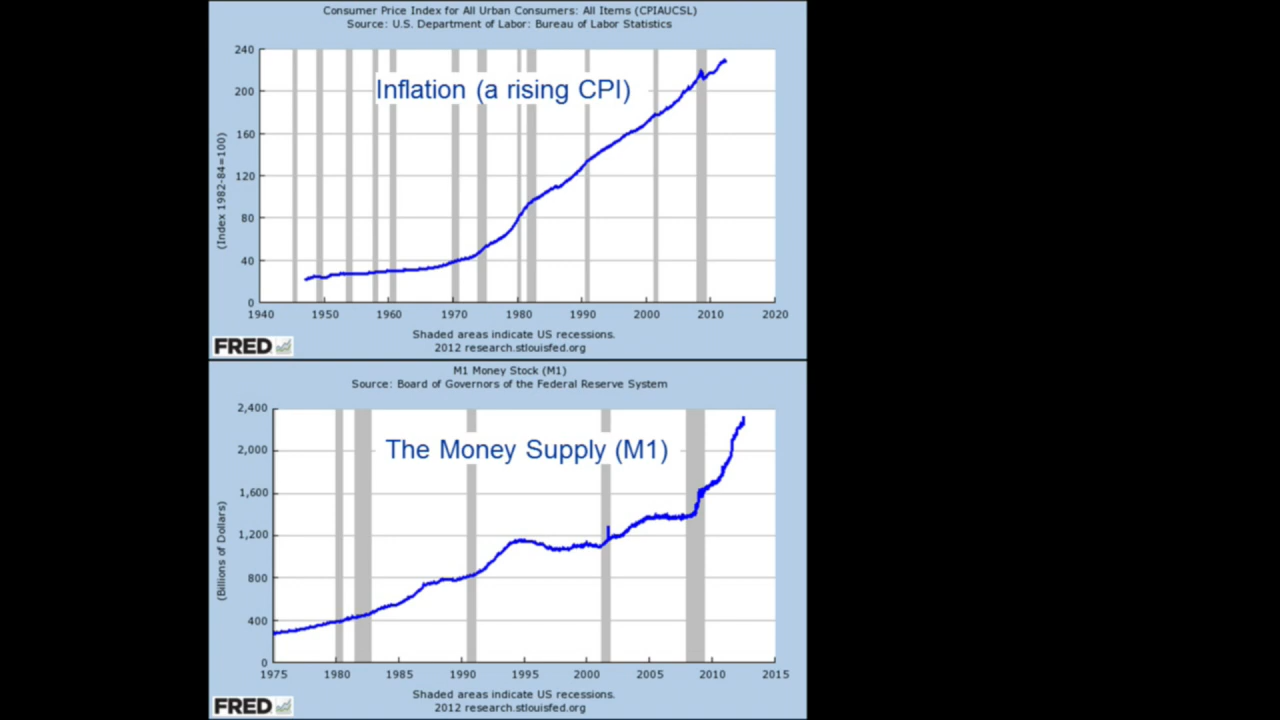 Consumer Price Index for All Urban Consumers: All Items (CPIAUCSL)
Source: U.S. Department of Labor: Bureau of Labor Statistics
Inflation (a rising CPI)
(Index 1982-84=100)
240
200
160
120
80
40
0
1940 1950 1960 1970 1980 1990 2000 2010 2020
Shaded areas indicate US recessions.
2012 research.stlouisfed.org
FRED
M1 Money Stock (M1)
Source: Board of Governors of the Federal Reserve System
The Money Supply (M1)
(Billions of Dollars)
2,400
2,000
1,600
1,200
800
400
0
1975 1980 1985 1990 1995 2000 2005 2010 2015
Shaded areas indicate US recessions.
2012 research.stlouisfed.org
FRED